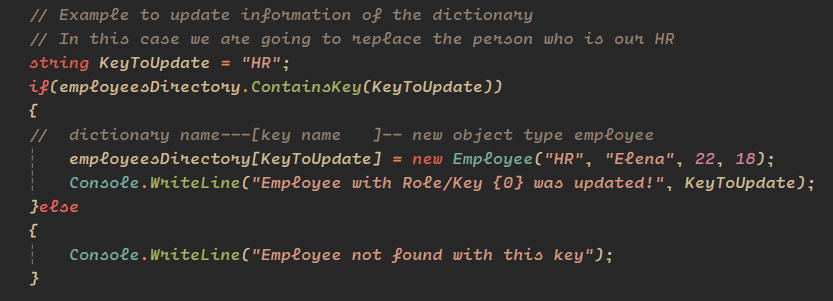 // Example to update information of the dictionary
// In this case we are going to replace the person who is our HR
string KeyToUpdate = "HR";
if(employeesDirectory.ContainsKey(KeyToUpdate))
{
//  dictionary name---[key name   ]-- new object type employee
    employeesDirectory[KeyToUpdate] = new Employee("HR", "Elena", 22, 18);
    Console.WriteLine("Employee with Role/Key {0} was updated!", KeyToUpdate);
}else
{
    Console.WriteLine("Employee not found with this key");
}